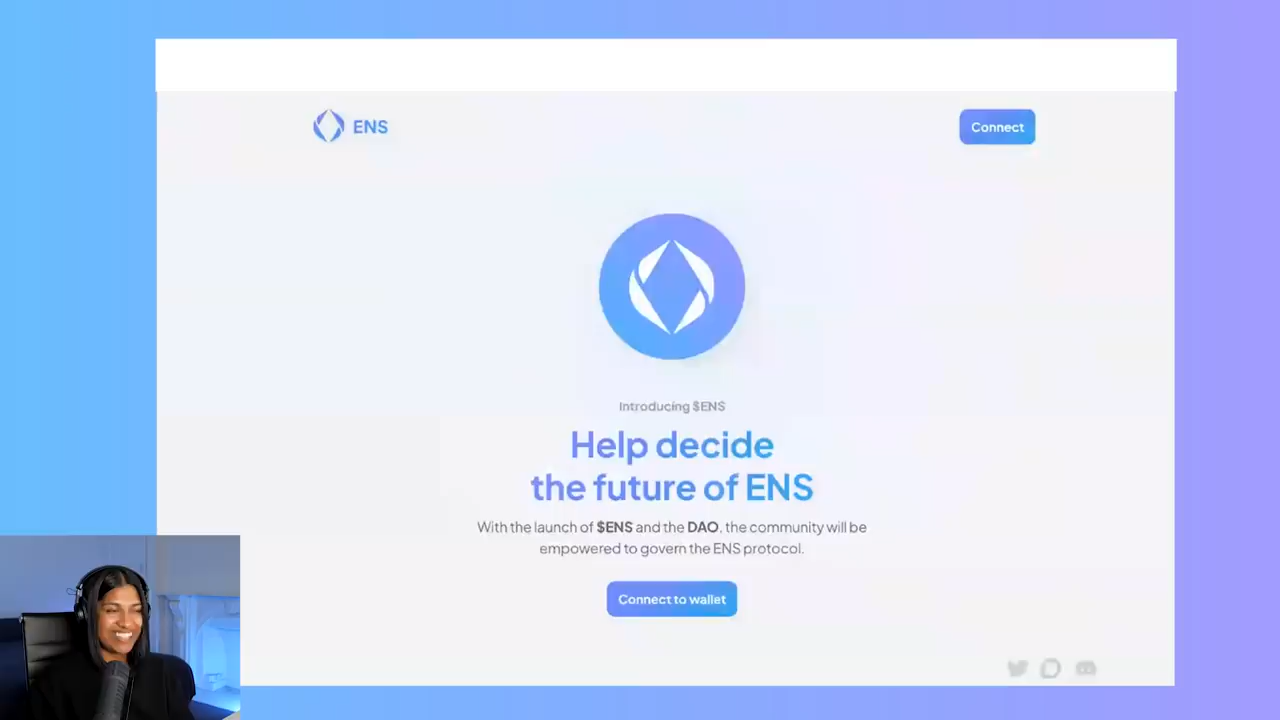 ENS
Connect
Introducing $ENS
Help decide
the future of ENS
With the launch of $ENS and the DAO, the community will be
empowered to govern the ENS protocol.
Connect to wallet